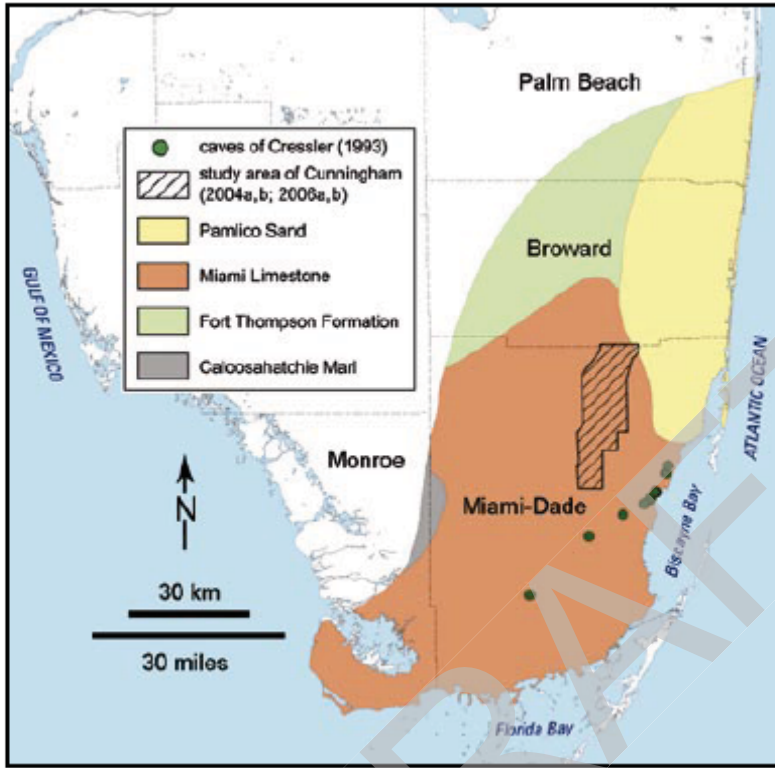 Palm Beach
caves of Cressler (1993)
study area of Cunningham
(2004a,b; 2006a,b)
Pamlico Sand
Miami Limestone
Fort Thompson Formation
Caloosahatchie Marl
Broward
GULF OF MEXICO
ATLANTIC OCEAN
Monroe
Miami-Dade
Biscayne Bay
N
30 km
30 miles
Florida Bay